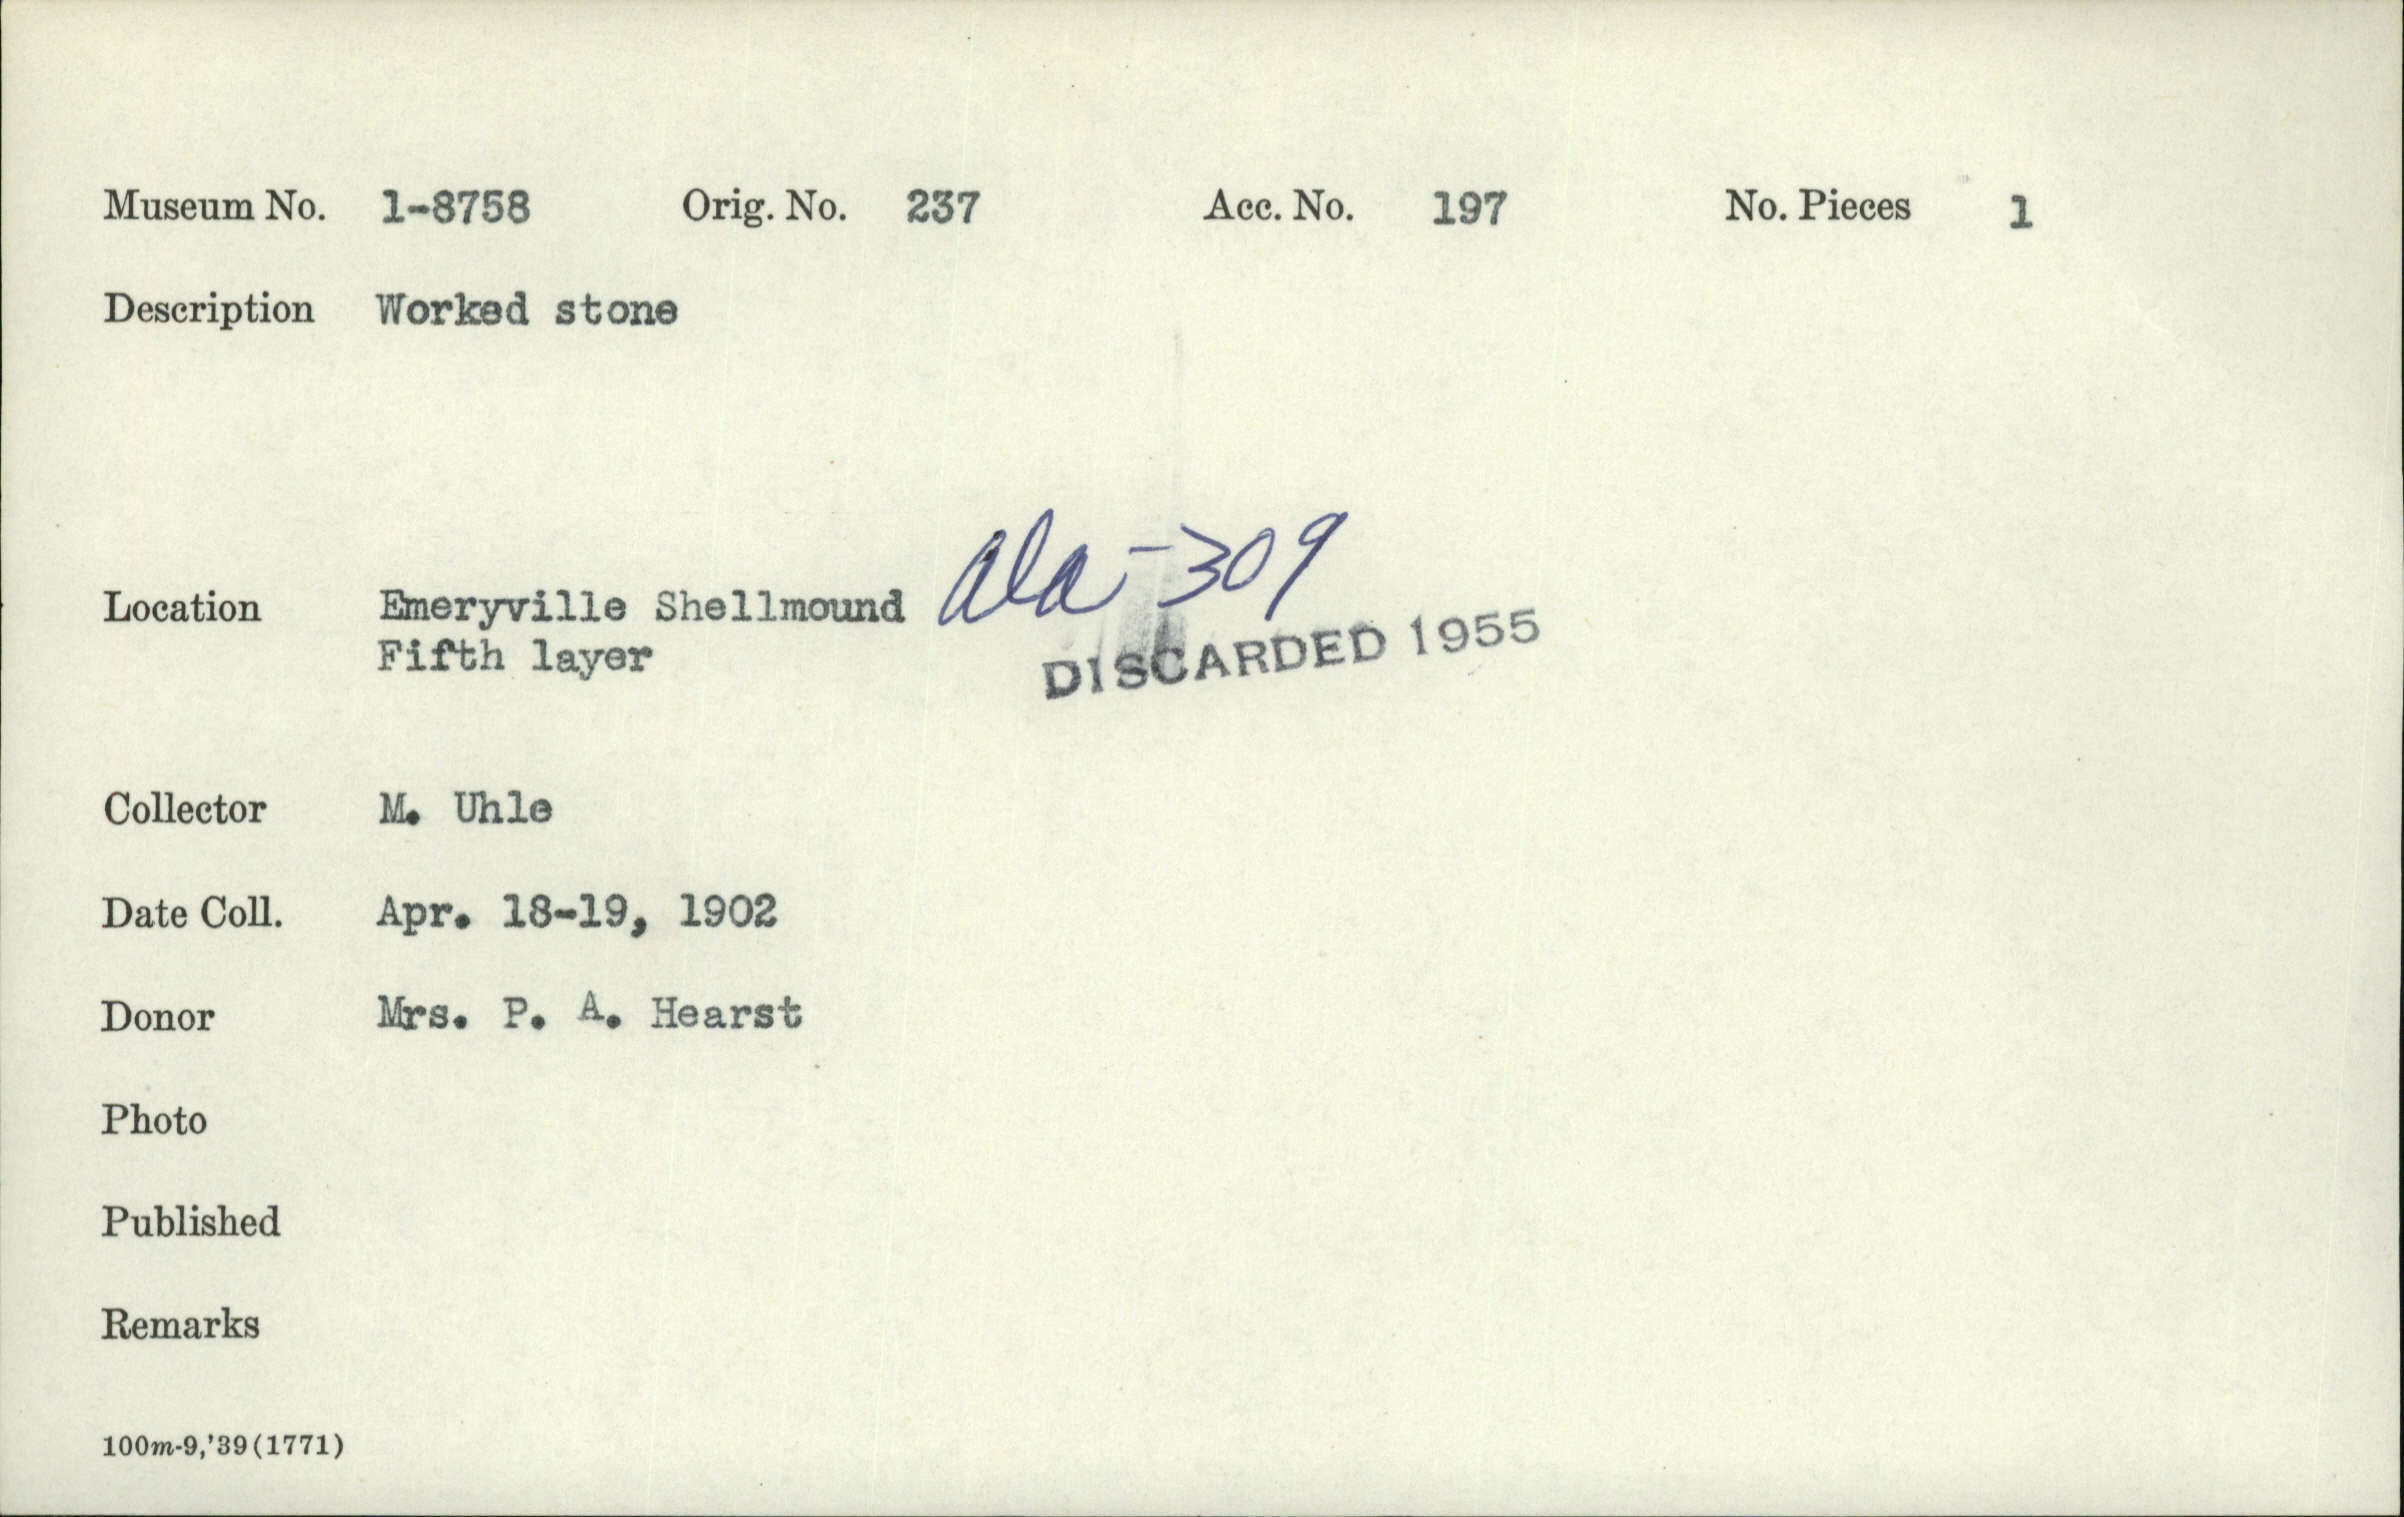 Museum No. 1-8758 Orig. No. 237 Acc. No. 197 No. Pieces 1
Description Worked stone
Ala-309
Location Emeryville Shellmound
Fifth layer
DISCARDED 1955
Collector M. Uhle
Date Coll. Apr. 18-19, 1902
Donor Mrs. P. A. Hearst
Photo
Published
Remarks
100m-9,'39(1771)